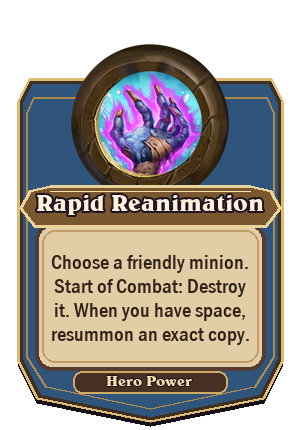 Rapid Reanimation
Choose a friendly minion.
Start of Combat: Destroy
it. When you have space,
resummon an exact copy.
Hero Power